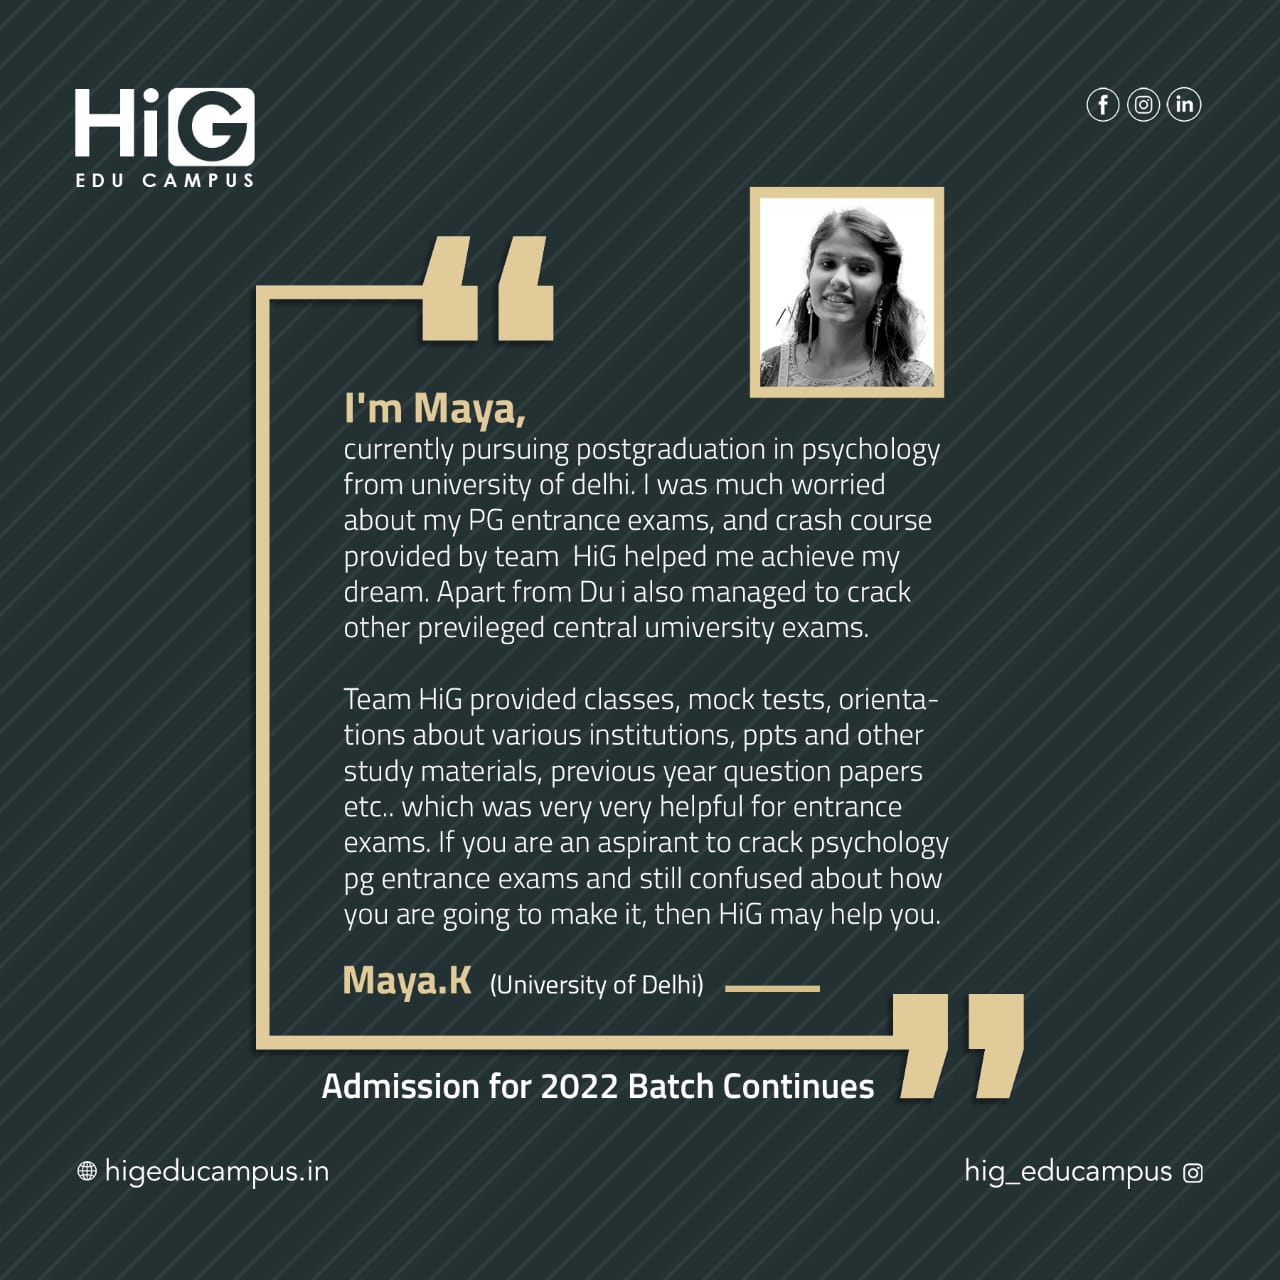 HiG
EDU CAMPUS
I'm Maya,
currently pursuing postgraduation in psychology
from university of delhi. I was much worried
about my PG entrance exams, and crash course
provided by team  HiG helped me achieve my
dream. Apart from Du i also managed to crack
other previleged central umiversity exams.
Team HiG provided classes, mock tests, orienta-
tions about various institutions, ppts and other
study materials, previous year question papers
etc.. which was very very helpful for entrance
exams. If you are an aspirant to crack psychology
pg entrance exams and still confused about how
you are going to make it, then HiG may help you.
Maya.K (University of Delhi)
Admission for 2022 Batch Continues
higeducampus.in
hig_educampus